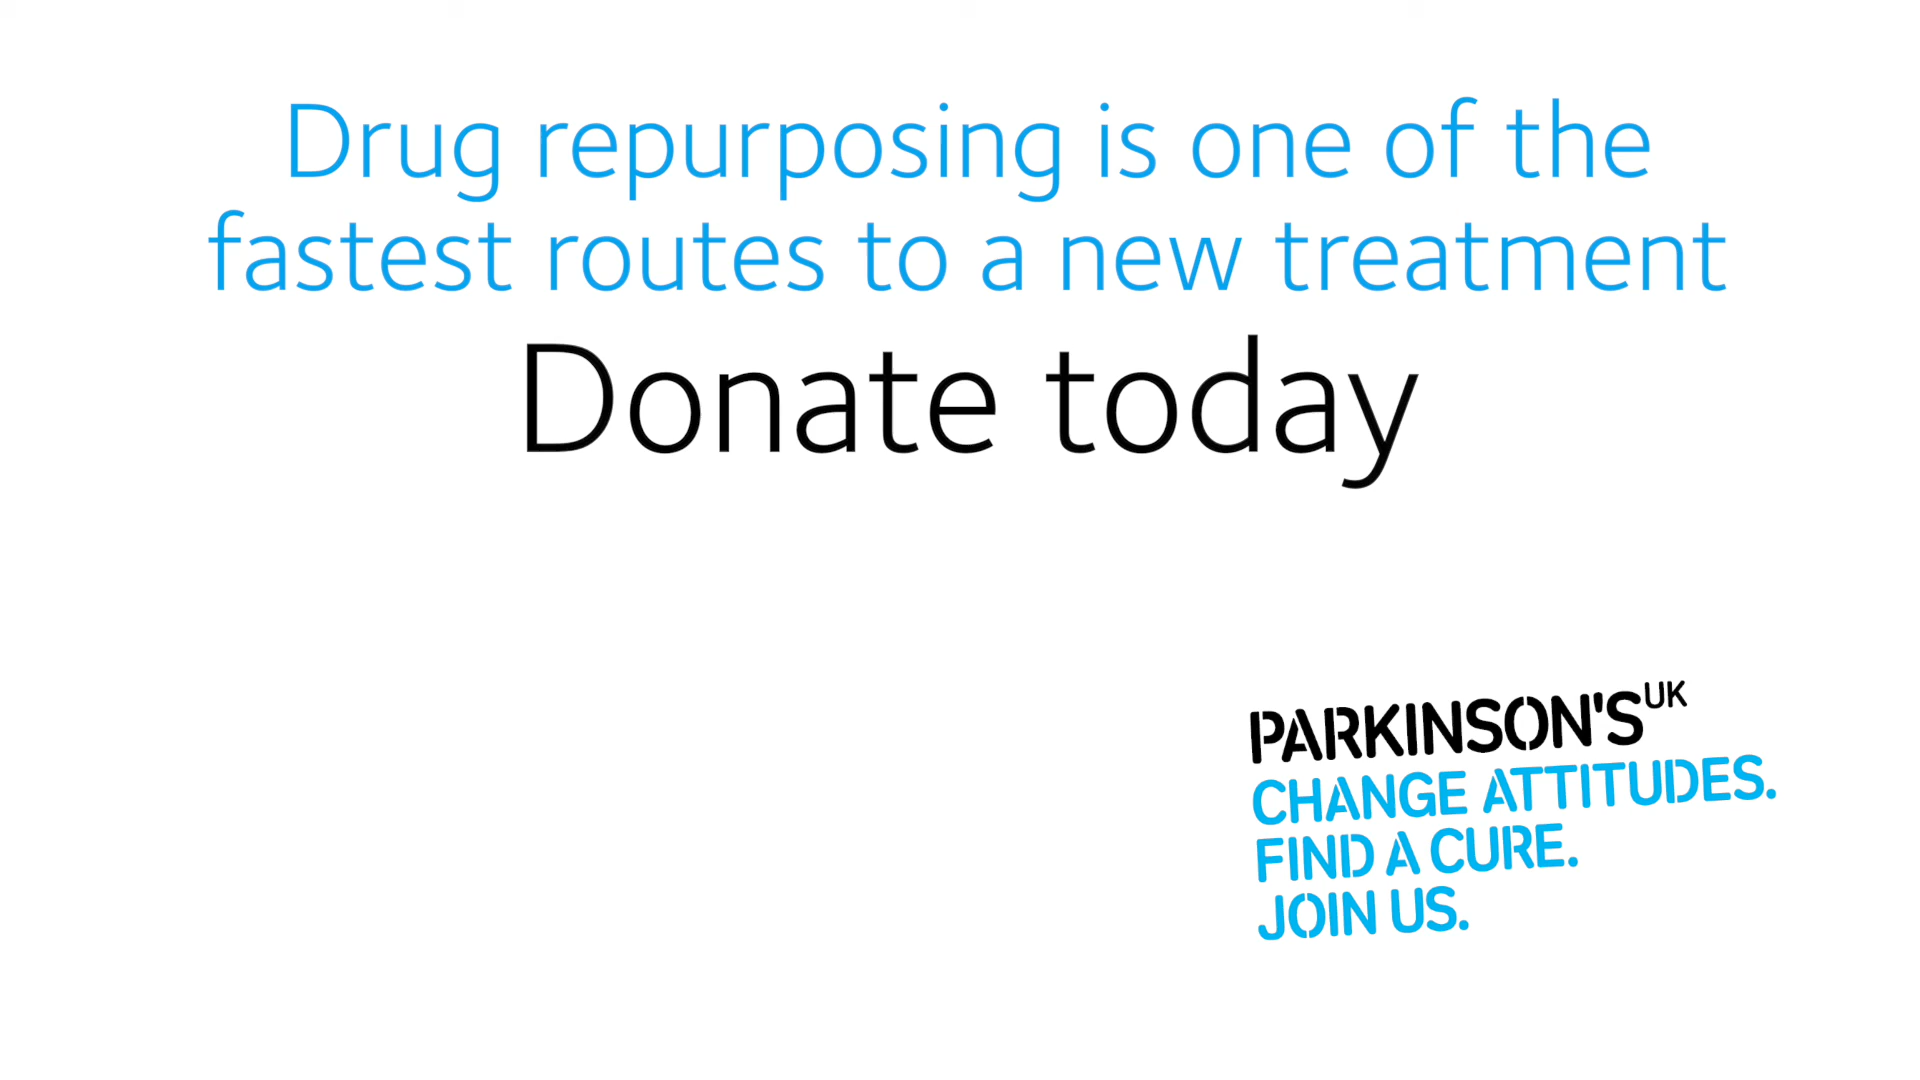 Drug repurposing is one of the
fastest routes to a new treatment
Donate today
PARKINSON'S UK
CHANGE ATTITUDES.
FIND A CURE.
JOIN US.